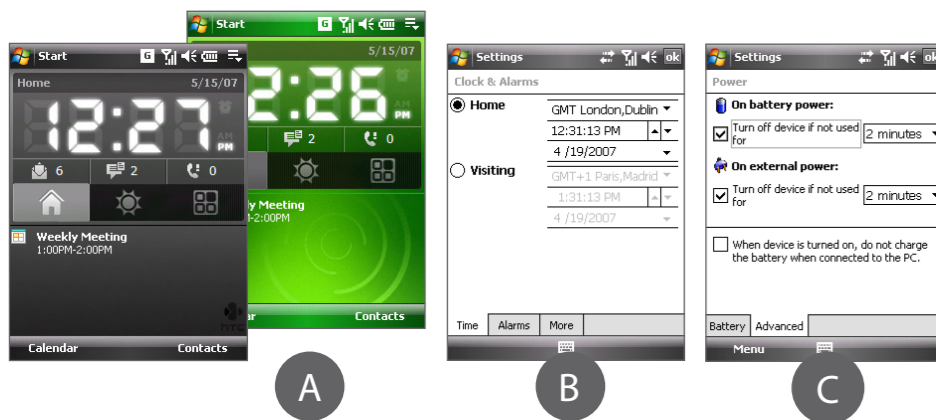 Start
G
5/15/07
12:26
AM
PM
2
0
ly Meeting
1-2:00PM
ar
Contacts
Start
G
Home
5/15/07
12:27
AM
PM
6
2
0
Weekly Meeting
1:00PM-2:00PM
hTC
Calendar
Contacts
A
Settings
ok
Clock & Alarms
Home
GMT London,Dublin
12:31:13 PM
4 /19/2007
Visiting
GMT+1 Paris,Madrid
1:31:13 PM
4 /19/2007
Time
Alarms
More
B
Settings
ok
Power
On battery power:
Turn off device if not used
for
2 minutes
On external power:
Turn off device if not used
for
2 minutes
When device is turned on, do not charge
the battery when connected to the PC.
Battery
Advanced
Menu
C